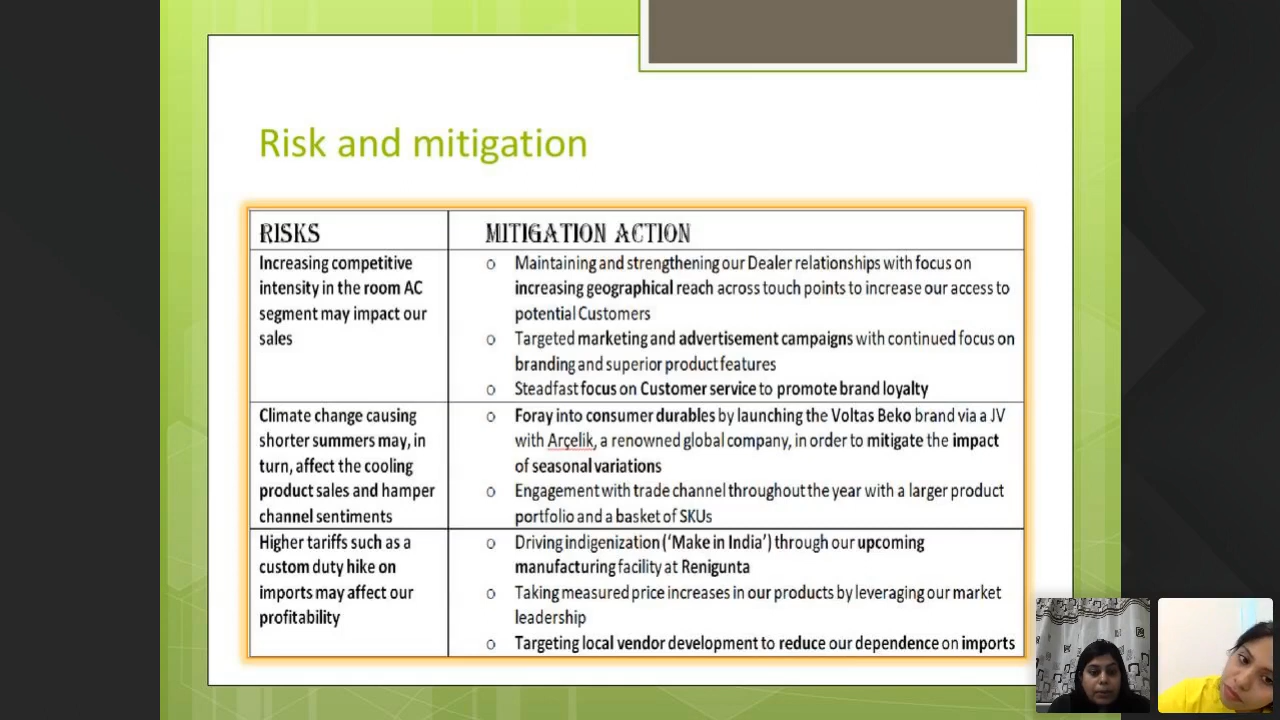 Risk and mitigation
RISKS
MITIGATION ACTION
Increasing competitive
intensity in the room AC
segment may impact our
sales
o Maintaining and strengthening our Dealer relationships with focus on
increasing geographical reach across touch points to increase our access to
potential Customers
o Targeted marketing and advertisement campaigns with continued focus on
branding and superior product features
o Steadfast focus on Customer service to promote brand loyalty
Climate change causing
shorter summers may, in
turn, affect the cooling
product sales and hamper
channel sentiments
o Foray into consumer durables by launching the Voltas Beko brand via a JV
with Arçelik, a renowned global company, in order to mitigate the impact
of seasonal variations
o Engagement with trade channel throughout the year with a larger product
portfolio and a basket of SKUs
Higher tariffs such as a
custom duty hike on
imports may affect our
profitability
o Driving indigenization ('Make in India') through our upcoming
manufacturing facility at Renigunta
o Taking measured price increases in our products by leveraging our market
leadership
o Targeting local vendor development to reduce our dependence on imports